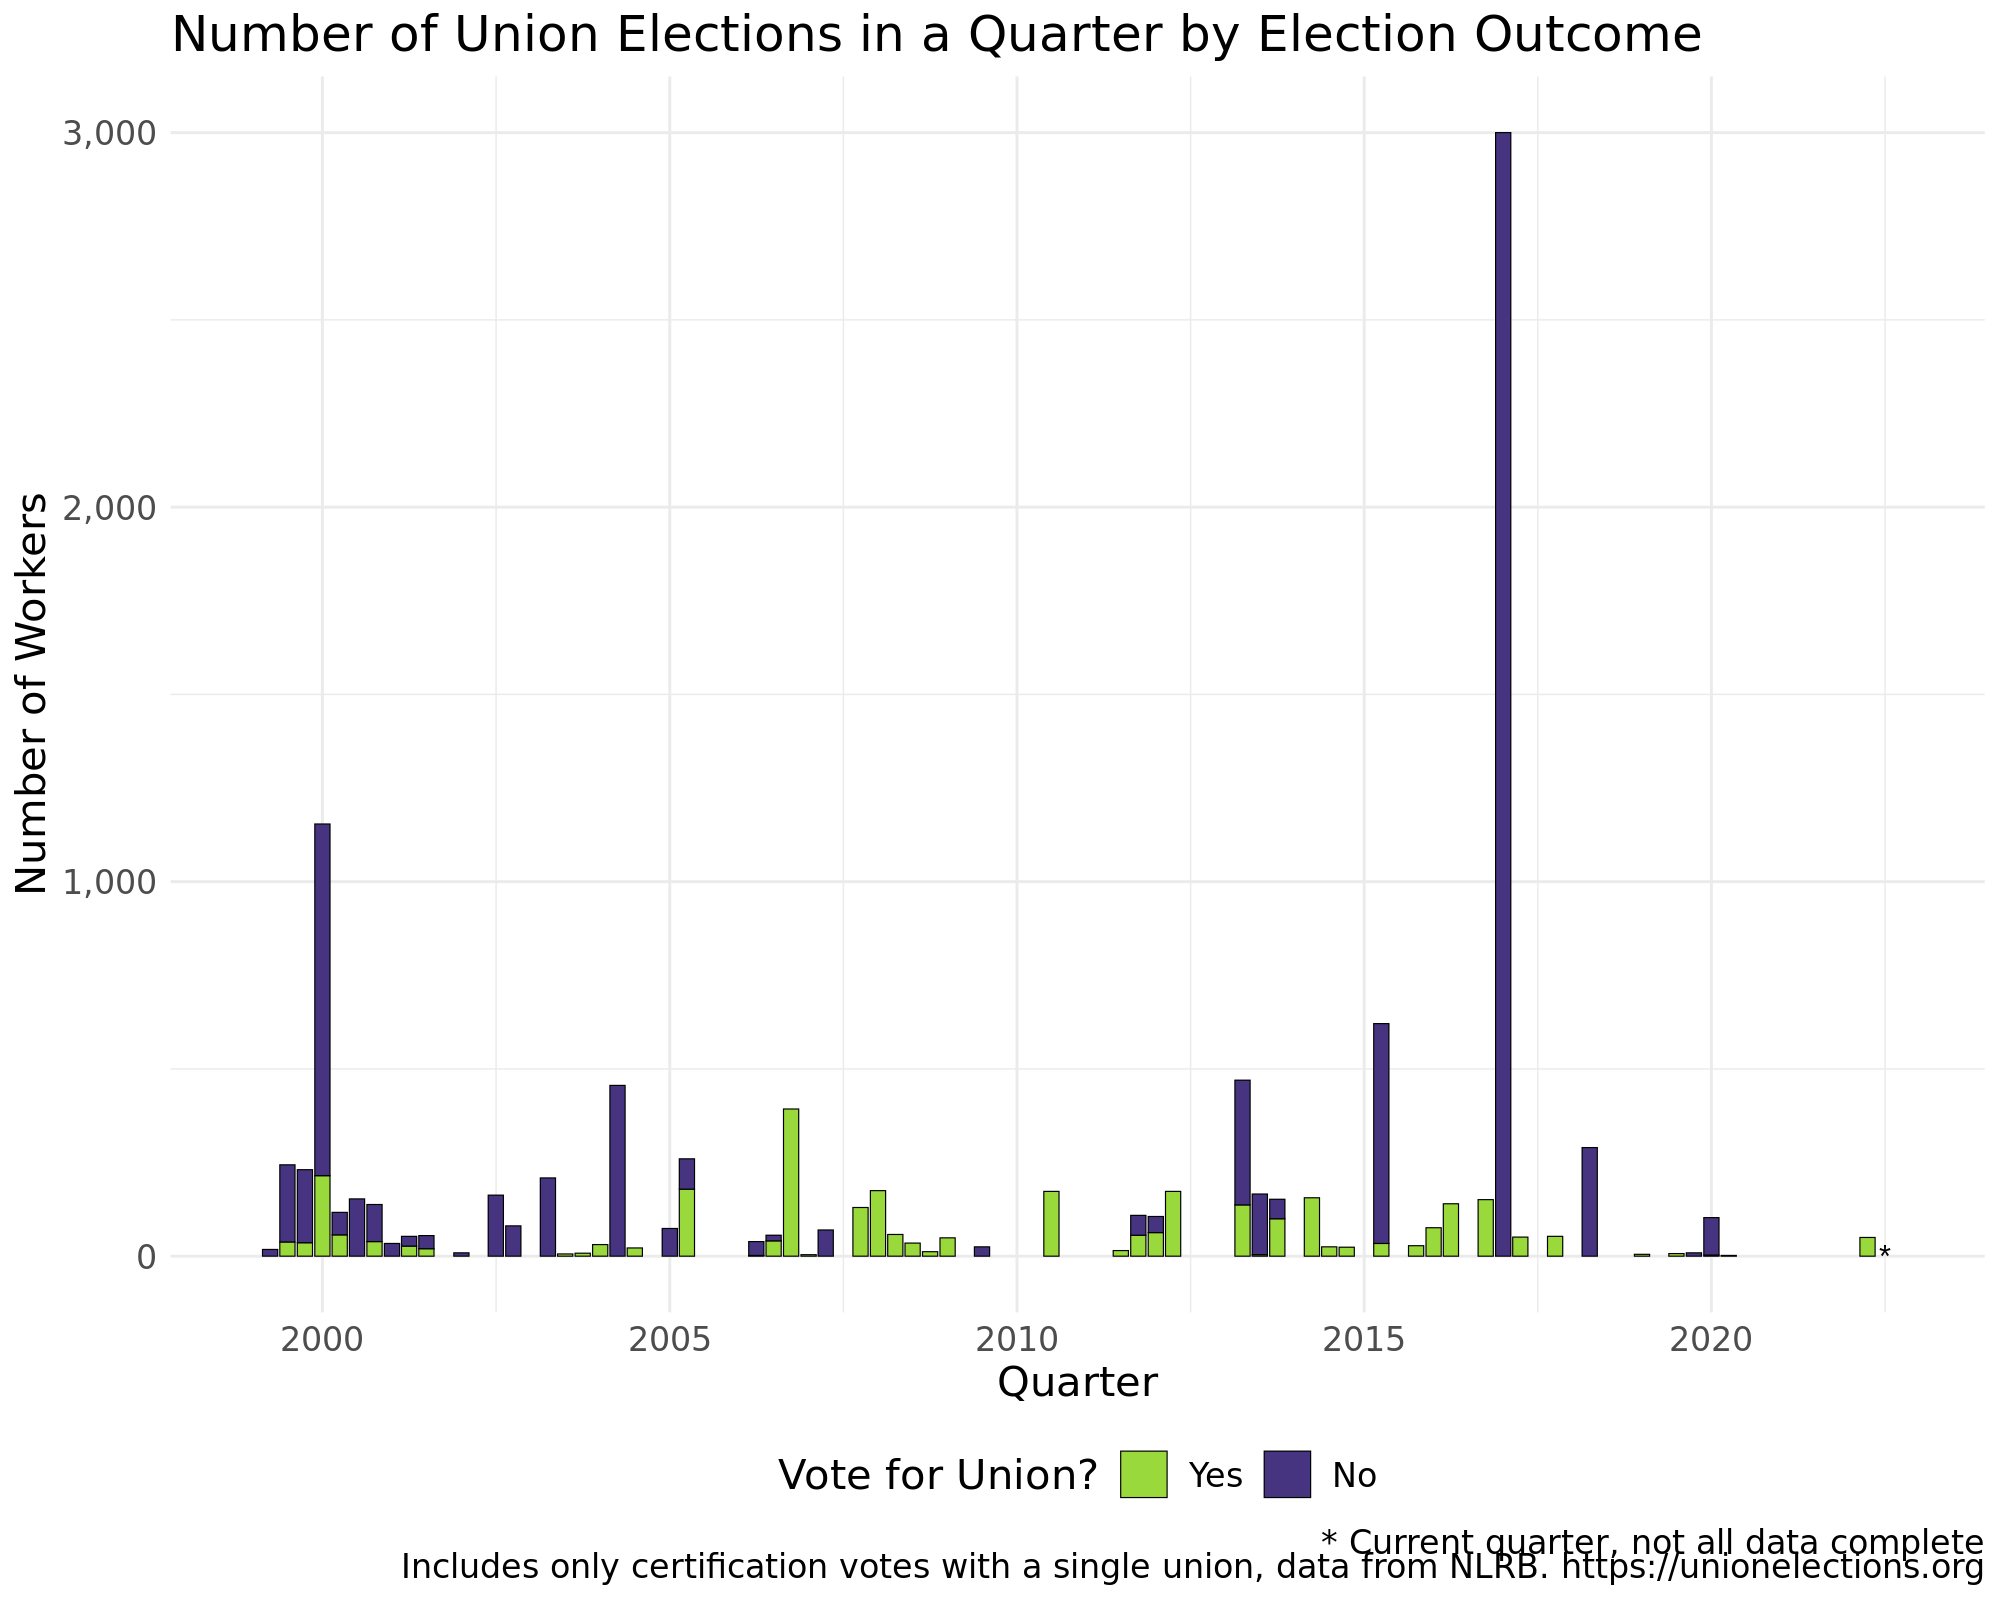 Number of Union Elections in a Quarter by Election Outcome
Number of Workers
3,000
2,000
1,000
0
*
2000 2005 2010 2015 2020
Quarter
Vote for Union? Yes No
* Current quarter, not all data complete
Includes only certification votes with a single union, data from NLRB. https://unionelections.org